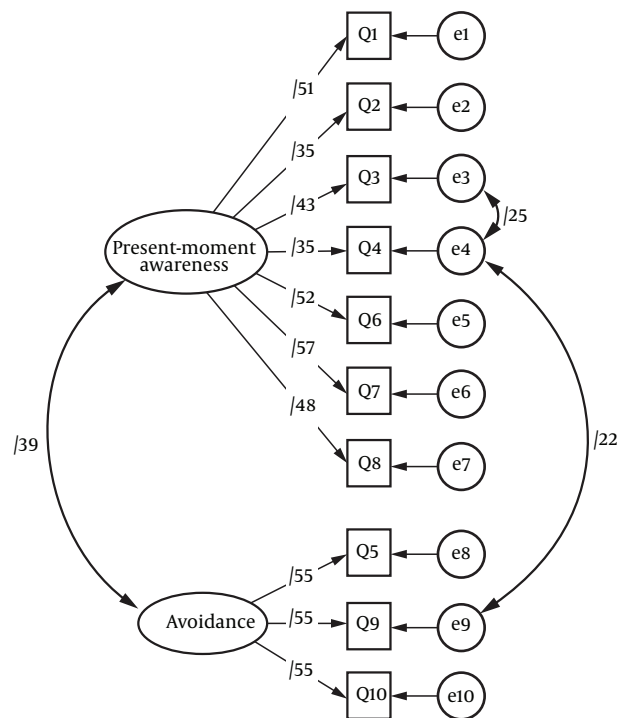 Q1
e1
/51
Q2
e2
/35
Q3
e3
/43
/25
Present-moment
awareness
/35
Q4
e4
/52
Q6
e5
/57
Q7
e6
/48
Q8
e7
/39
/22
Q5
e8
/55
Avoidance
/55
Q9
e9
/55
Q10
e10